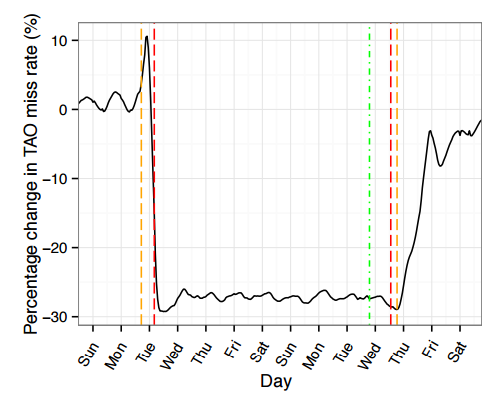 Percentage change in TAO miss rate (%)
10
0
−10
−20
−30
Sun Mon Tue Wed Thu Fri Sat Sun Mon Tue Wed Thu Fri Sat
Day